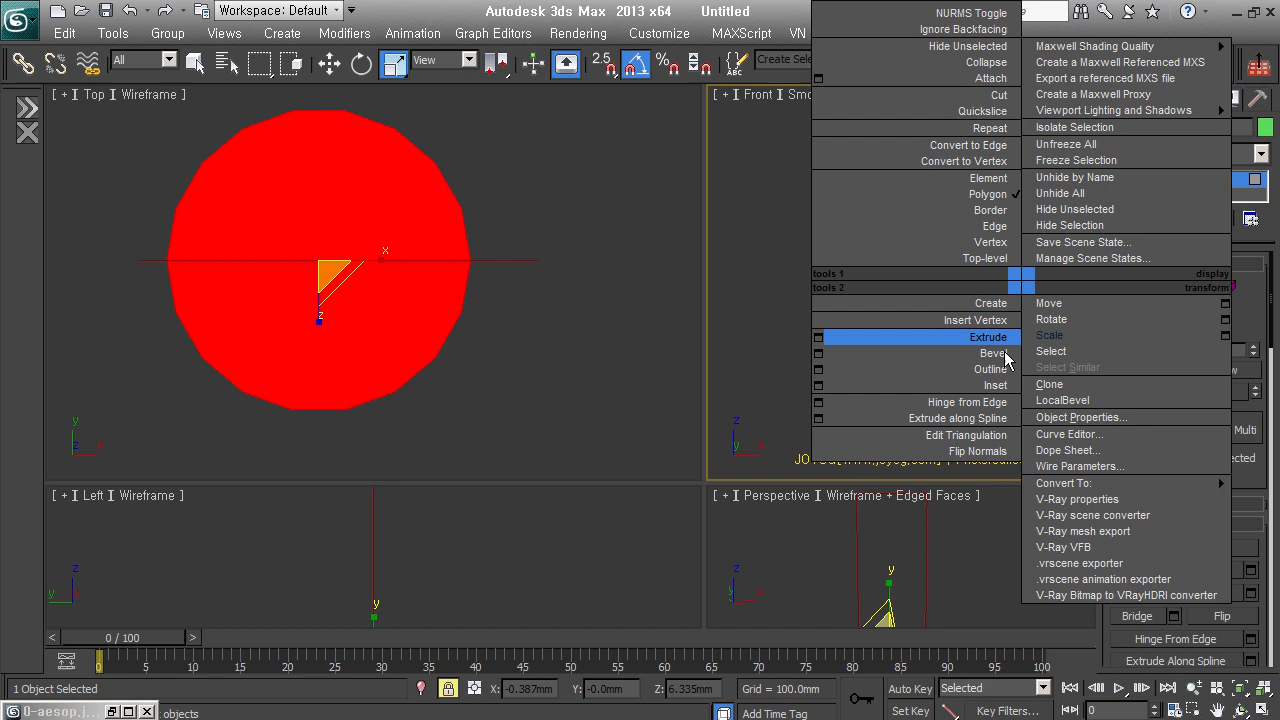 Workspace: Default
Autodesk 3ds Max 2013 x64 Untitled
Edit Tools Group Views Create Modifiers Animation Graph Editors Rendering Customize MAXScript VN
All
View
2.5
Create Sel
[ + ] [ Top ] [ Wireframe ]
[ + ] [ Front ] [ Smo
x
z
y
z x
z
[ + ] [ Left ] [ Wireframe ]
[ + ] [ Perspective ] [ Wireframe + Edged Faces ]
z
y
y
z
y
NURMS Toggle
Ignore Backfacing
Hide Unselected
Collapse
Attach
Cut
Quickslice
Repeat
Convert to Edge
Convert to Vertex
Element
Polygon
Border
Edge
Vertex
Top-level
tools 1
tools 2
Create
Insert Vertex
Extrude
Bevel
Outline
Inset
Hinge from Edge
Extrude along Spline
Edit Triangulation
Flip Normals
Maxwell Shading Quality
Create a Maxwell Referenced MXS
Export a referenced MXS file
Create a Maxwell Proxy
Viewport Lighting and Shadows
Isolate Selection
Unfreeze All
Freeze Selection
Unhide by Name
Unhide All
Hide Unselected
Hide Selection
Save Scene State...
Manage Scene States...
display
transform
Move
Rotate
Scale
Select
Select Similar
Clone
LocalBevel
Object Properties...
Curve Editor...
Dope Sheet...
Wire Parameters...
Convert To:
V-Ray properties
V-Ray scene converter
V-Ray mesh export
V-Ray VFB
.vrscene exporter
.vrscene animation exporter
V-Ray Bitmap to VRayHDRI converter
Multi
Bridge Flip
Hinge From Edge
Extrude Along Spline
0 / 100
0 5 10 15 20 25 30 35 40 45 50 55 60 65 70 75 80 85 90 95 100
1 Object Selected
X: -0.387mm Y: -0.0mm Z: 6.335mm Grid = 100.0mm
Auto Key Selected
objects
Add Time Tag
Set Key Key Filters...
0